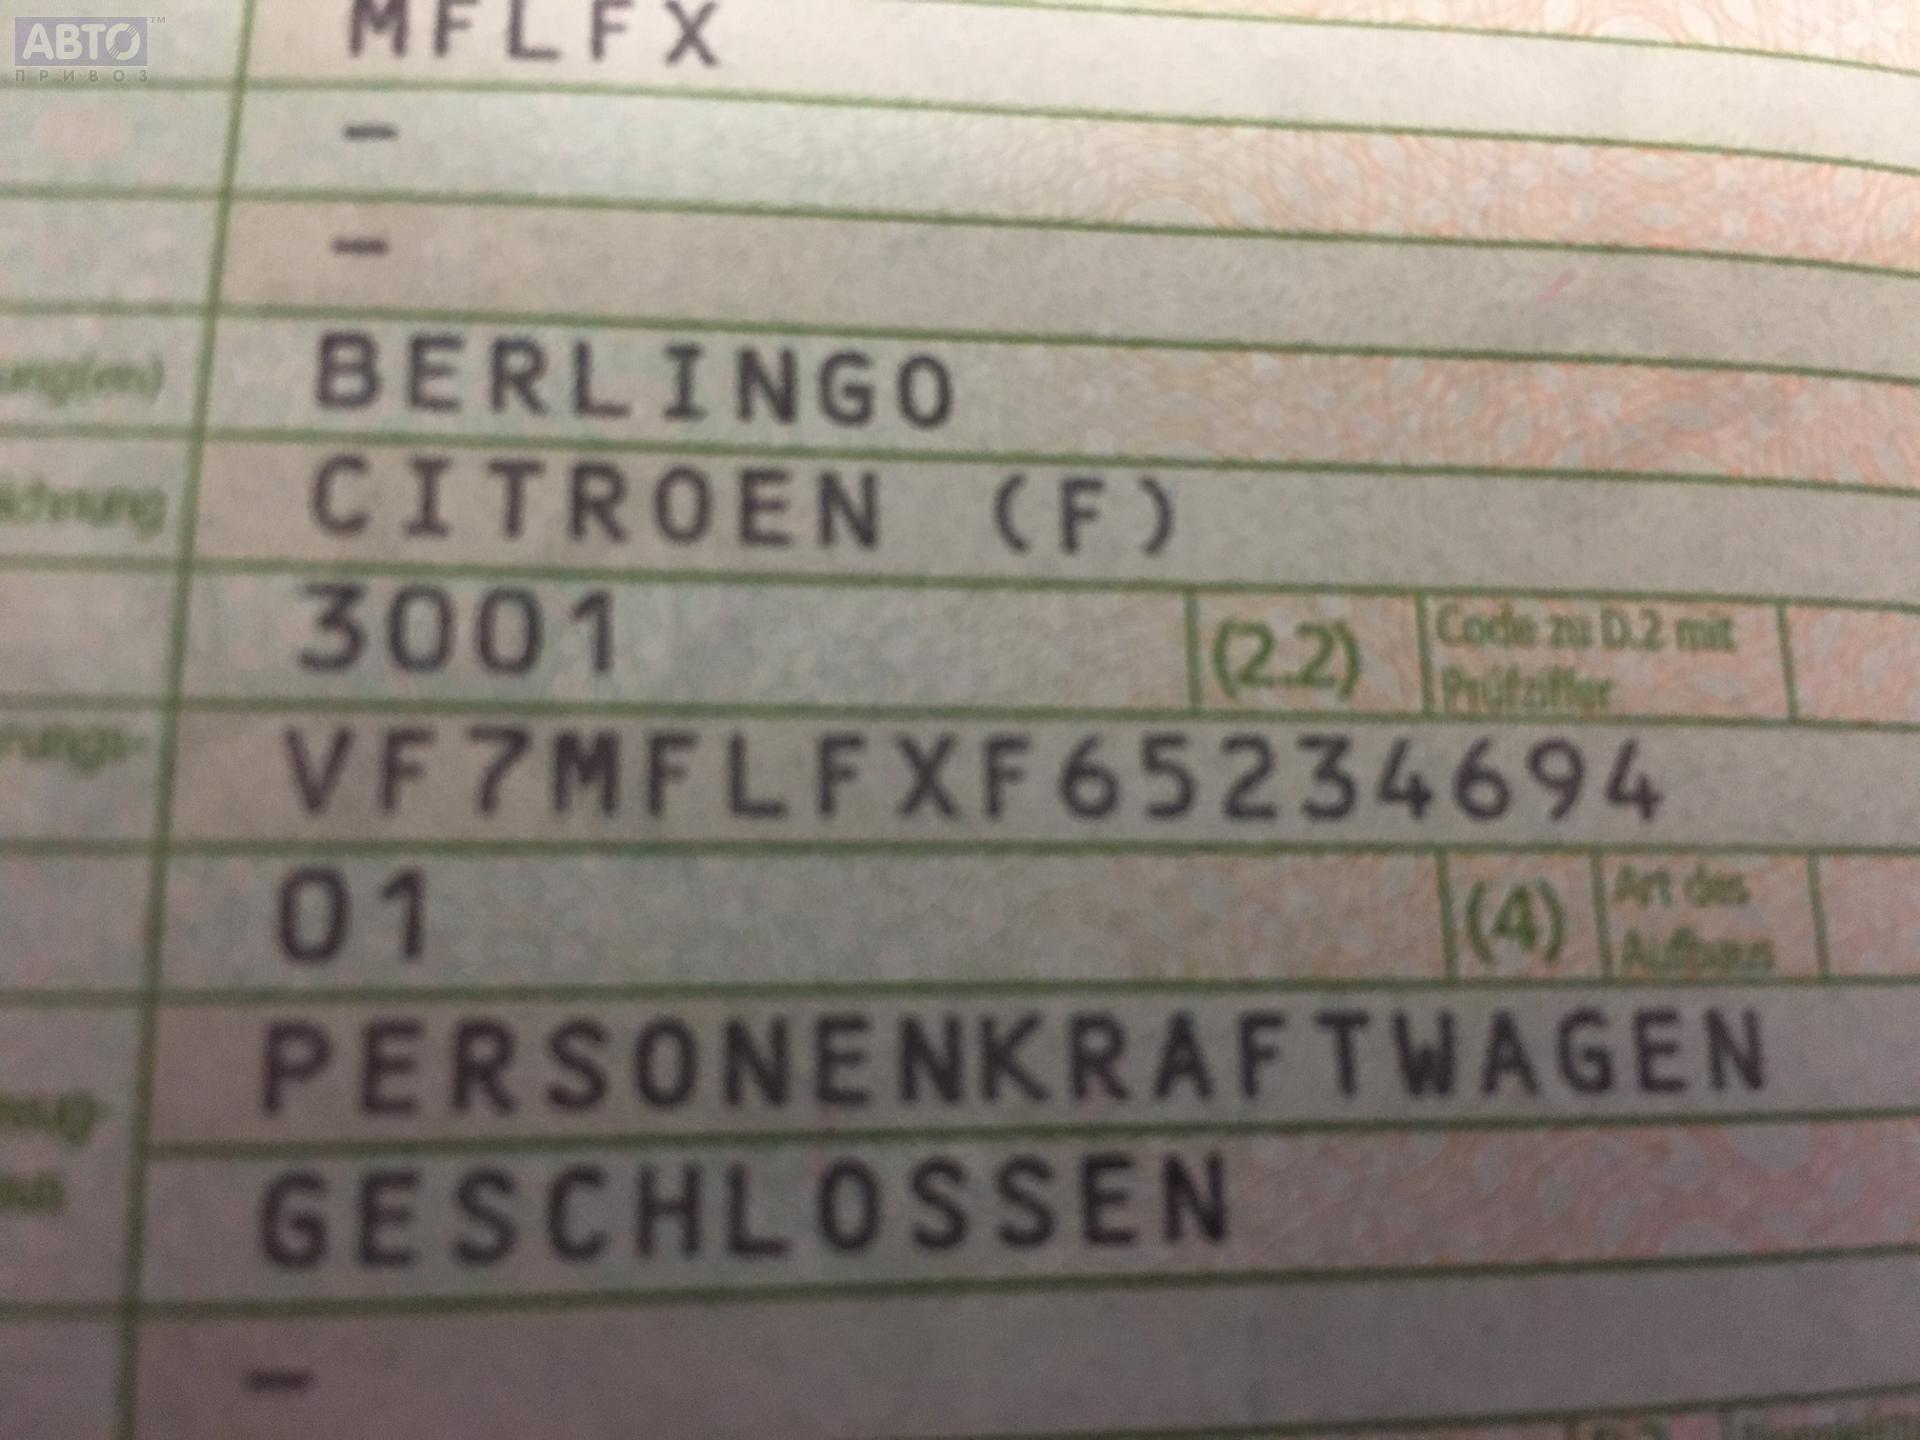 АВТО™
ПРИВОЗ
MFLFX
-
-
BERLINGO
CITROEN (F)
3001
(2.2) Code zu D.2 mit
Prüfziffer
VF7MFLFXF65234694
01
(4) Art des
Aufbaus
PERSONENKRAFTWAGEN
GESCHLOSSEN
-